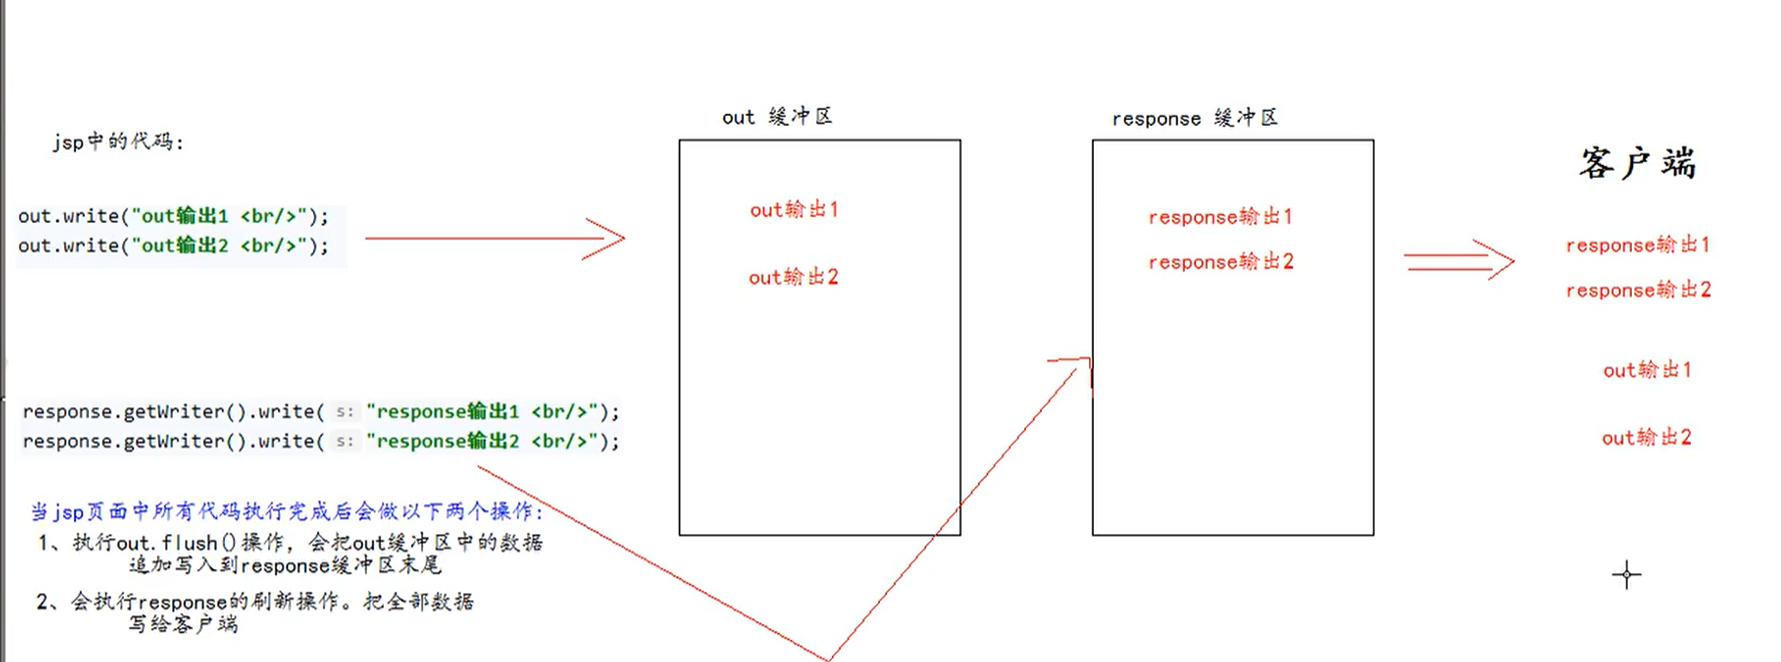 jsp中的代码：
out.write("out输出1 <br/>");
out.write("out输出2 <br/>");
response.getWriter().write( s: "response输出1 <br/>");
response.getWriter().write( s: "response输出2 <br/>");
当jsp页面中所有代码执行完成后会做以下两个操作：
1、执行out.flush()操作，会把out缓冲区中的数据
追加写入到response缓冲区末尾
2、会执行response的刷新操作。把全部数据
写给客户端
out 缓冲区
out输出1
out输出2
response 缓冲区
response输出1
response输出2
客户端
response输出1
response输出2
out输出1
out输出2